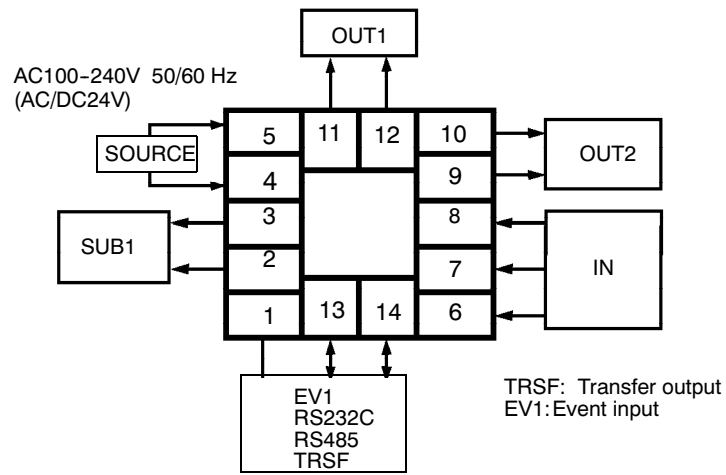 OUT1
AC100-240V 50/60 Hz
(AC/DC24V)
5
11
12
10
SOURCE
OUT2
4
9
3
8
SUB1
2
7
IN
1
13
14
6
EV1
RS232C
RS485
TRSF
TRSF: Transfer output
EV1: Event input